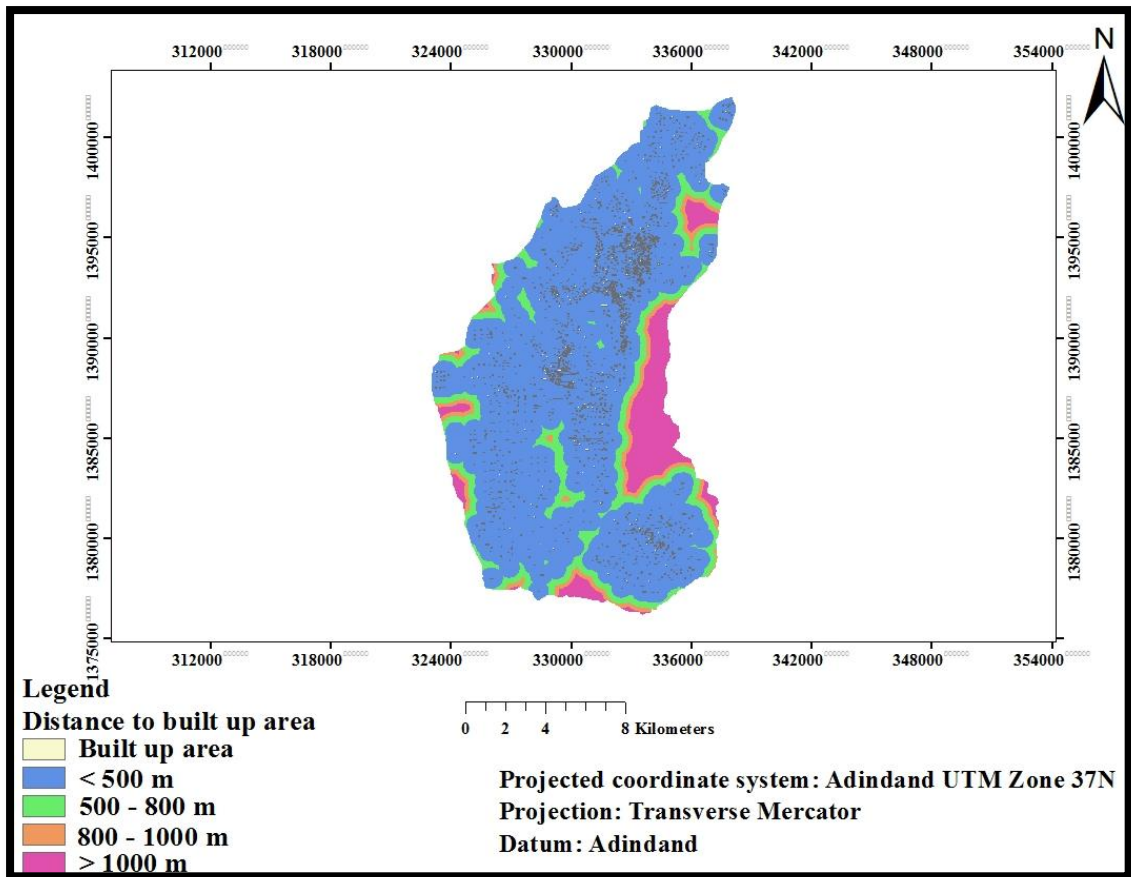 N
312000 318000 324000 330000 336000 342000 348000 354000
1400000 1400000
1395000 1395000
1390000 1390000
1385000 1385000
1380000 1380000
1375000
312000 318000 324000 330000 336000 342000 348000 354000
Legend
Distance to built up area
Built up area
< 500 m
500 - 800 m
800 - 1000 m
> 1000 m
0 2 4 8 Kilometers
Projected coordinate system: Adindand UTM Zone 37N
Projection: Transverse Mercator
Datum: Adindand